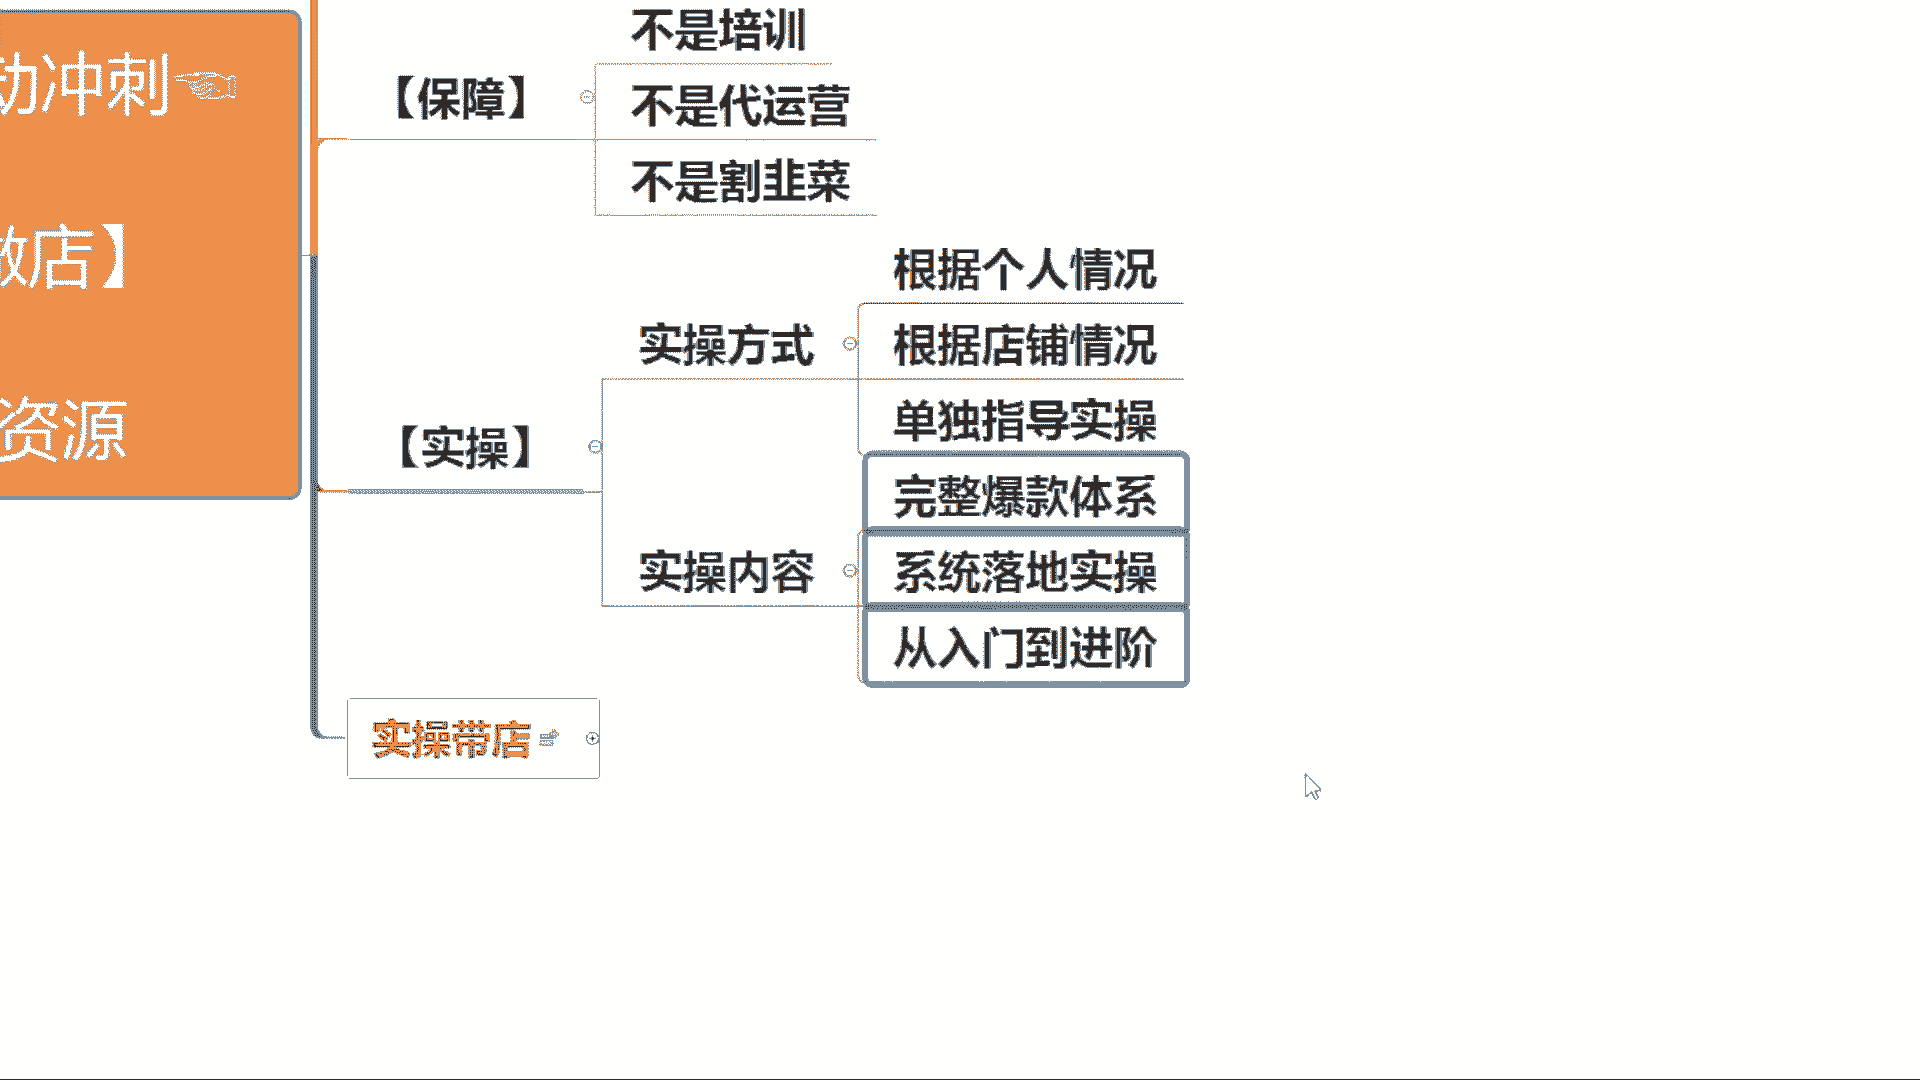 动冲刺☜
做店】
资源
【保障】
不是培训
不是代运营
不是割韭菜
【实操】
实操方式
根据个人情况
根据店铺情况
单独指导实操
实操内容
完整爆款体系
系统落地实操
从入门到进阶
实操带店